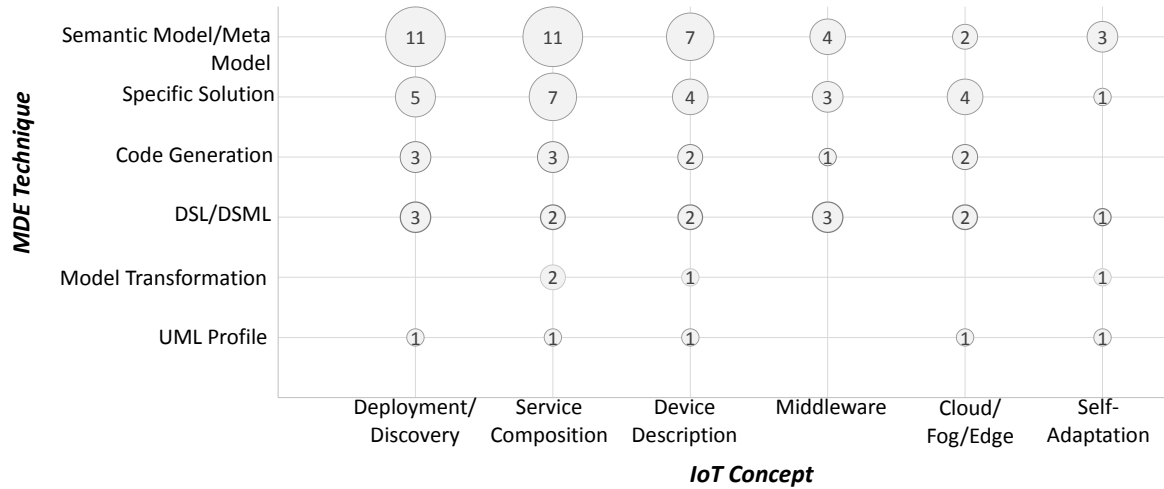 MDE Technique
Semantic Model/Meta
Model
11 11 7 4 2 3
Specific Solution
5 7 4 3 4 1
Code Generation
3 3 2 1 2
DSL/DSML
3 2 2 3 2 1
Model Transformation
2 1 1
UML Profile
1 1 1 1 1
Deployment/ Service Device Middleware Cloud/ Self-
Discovery Composition Description Fog/Edge Adaptation
IoT Concept